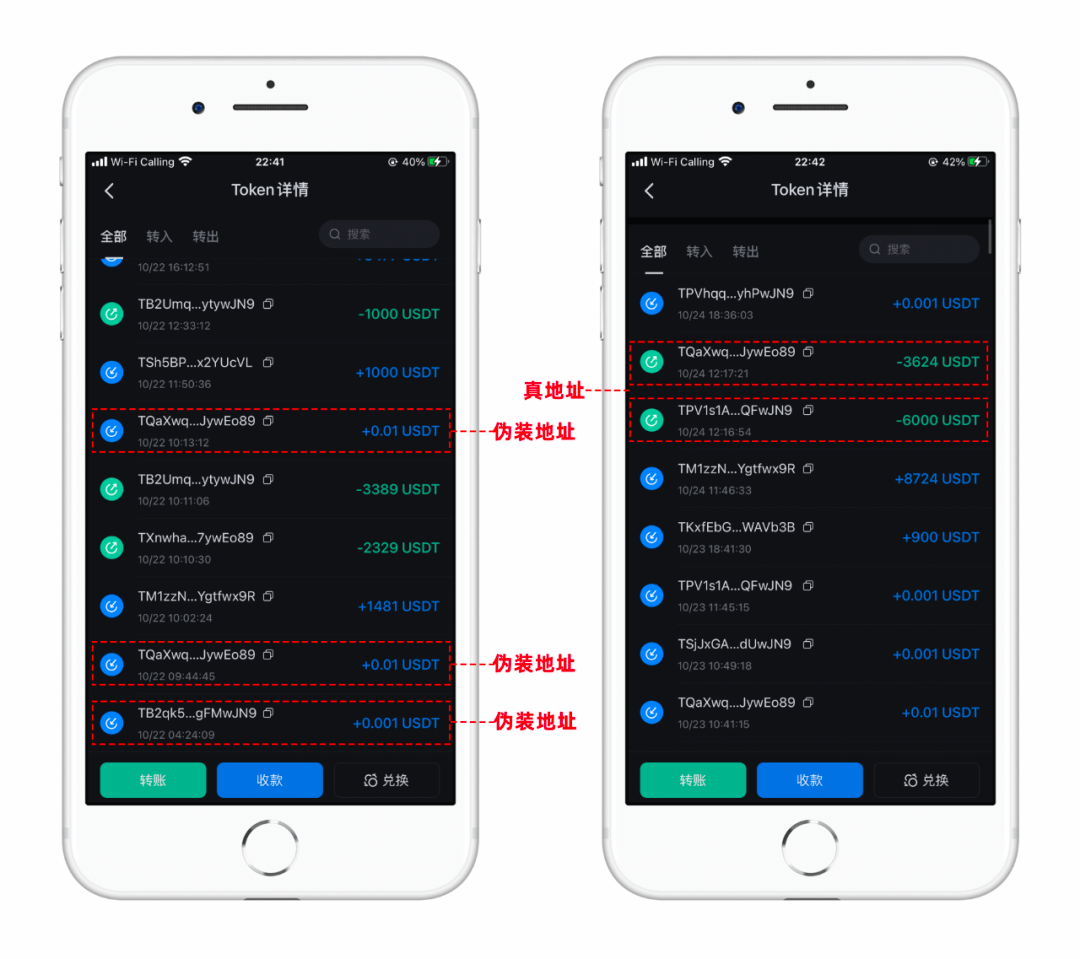 Wi-Fi Calling 22:41 40%
Token 详情
全部 转入 转出 搜索
10/22 16:12:51
TB2Umq...ytywJN9 -1000 USDT
10/22 12:33:12
TSh5BP...x2YUcVL +1000 USDT
10/22 11:50:36
TQaXwq...JywEo89 +0.01 USDT
10/22 10:13:12
TB2Umq...ytywJN9 -3389 USDT
10/22 10:11:06
TXnwha...7ywEo89 -2329 USDT
10/22 10:10:30
TM1zzN...Ygtfwx9R +1481 USDT
10/22 10:02:24
TQaXwq...JywEo89 +0.01 USDT
10/22 09:44:45
TB2qk5...gFMwJN9 +0.001 USDT
10/22 04:24:09
转账 收款 兑换
真地址
伪装地址
伪装地址
伪装地址
Wi-Fi Calling 22:42 42%
Token 详情
全部 转入 转出 搜索
TPVhqq...yhPwJN9 +0.001 USDT
10/24 18:36:03
TQaXwq...JywEo89 -3624 USDT
10/24 12:17:21
TPV1s1A...QFwJN9 -6000 USDT
10/24 12:16:54
TM1zzN...Ygtfwx9R +8724 USDT
10/24 11:46:33
TKxfEbG...WAVb3B +900 USDT
10/23 18:41:30
TPV1s1A...QFwJN9 +0.001 USDT
10/23 11:45:15
TSjJxGA...dUwJN9 +0.001 USDT
10/23 10:49:18
TQaXwq...JywEo89 +0.01 USDT
10/23 10:41:15
转账 收款 兑换